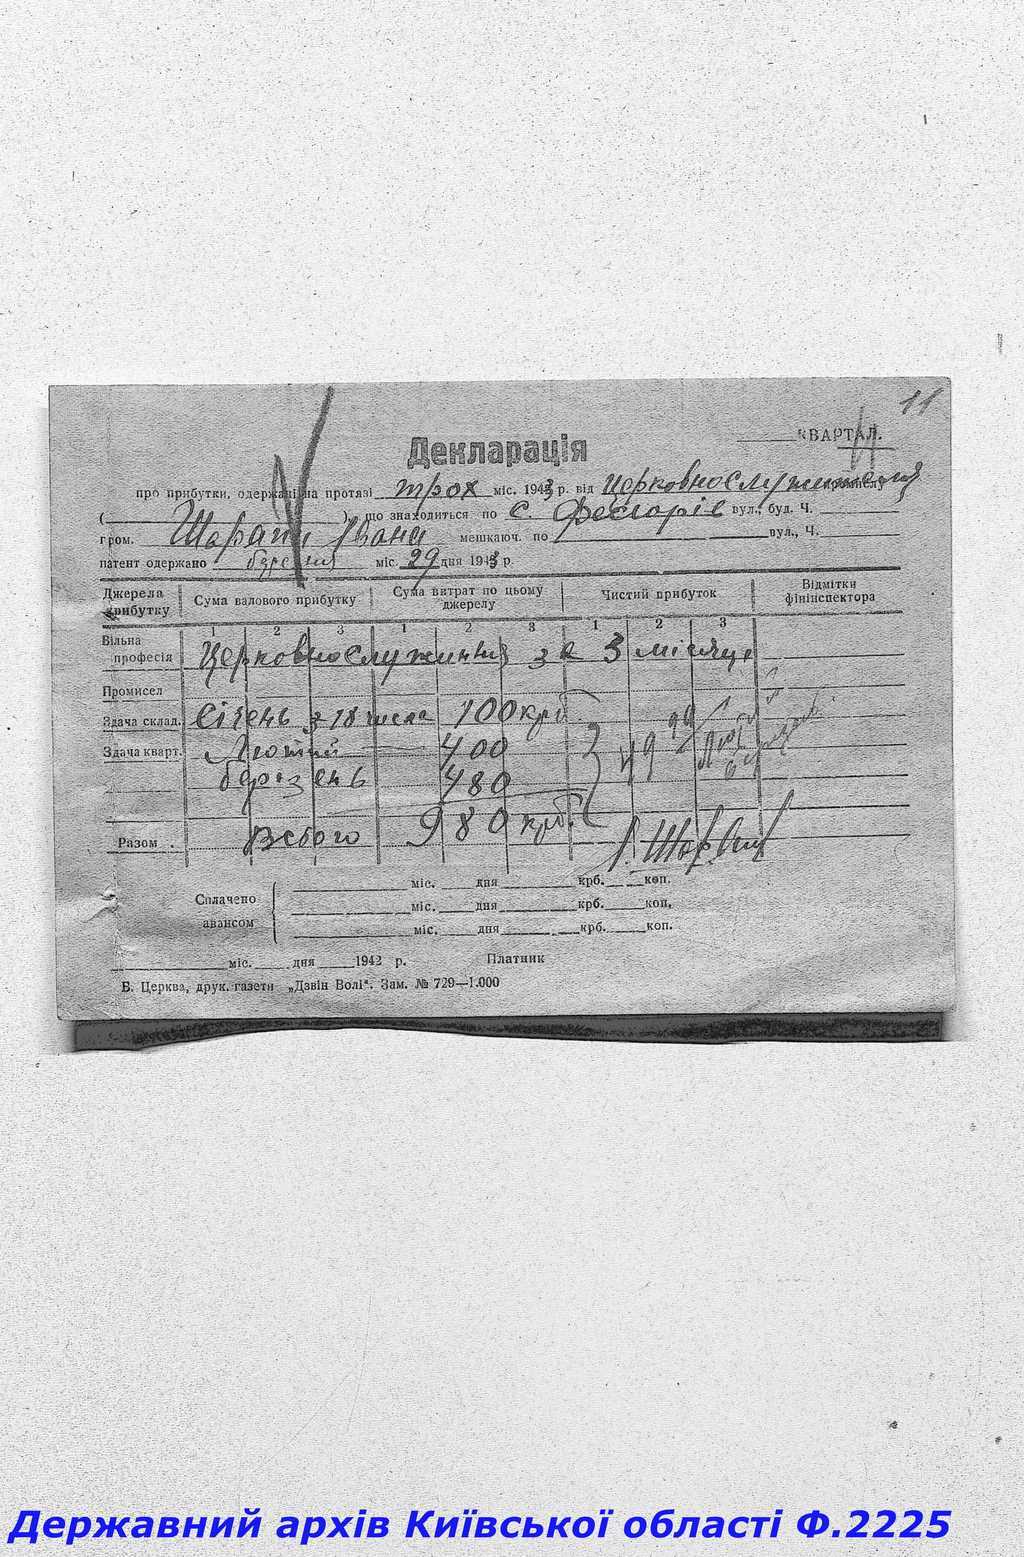 11
КВАРТАЛ.
Декларація
про прибутки, одержані на протязі трох міс. 1943 р. від церковнослужитення
( ), що знаходиться по с. Фесюрів вул., буд. Ч.
гром. Івана мешкаюч. по вул., Ч.
патент одержано березня міс. 29 дня 1943 р.
Джерела прибутку Сума валового прибутку Сума витрат по цьому джерелу Чистий прибуток Відмітки фінінспектора
1 2 3 1 2 3 1 2 3
Вільна професія Церковнослужиння за 3 місяці
Промисел
Здача склад. Січень з 18 числа 100 крб
Здача кварт. Лютий 400
березень 480
Разом . Всього 980 крб.
міс. дня крб. коп.
Сплачено авансом міс. дня крб. коп.
міс. дня крб. коп.
міс. дня 1942 р. Платник
Б. Церква, друк. газети „Дзвін Волі". Зам. № 729—1.000
Державний архів Київської області Ф.2225